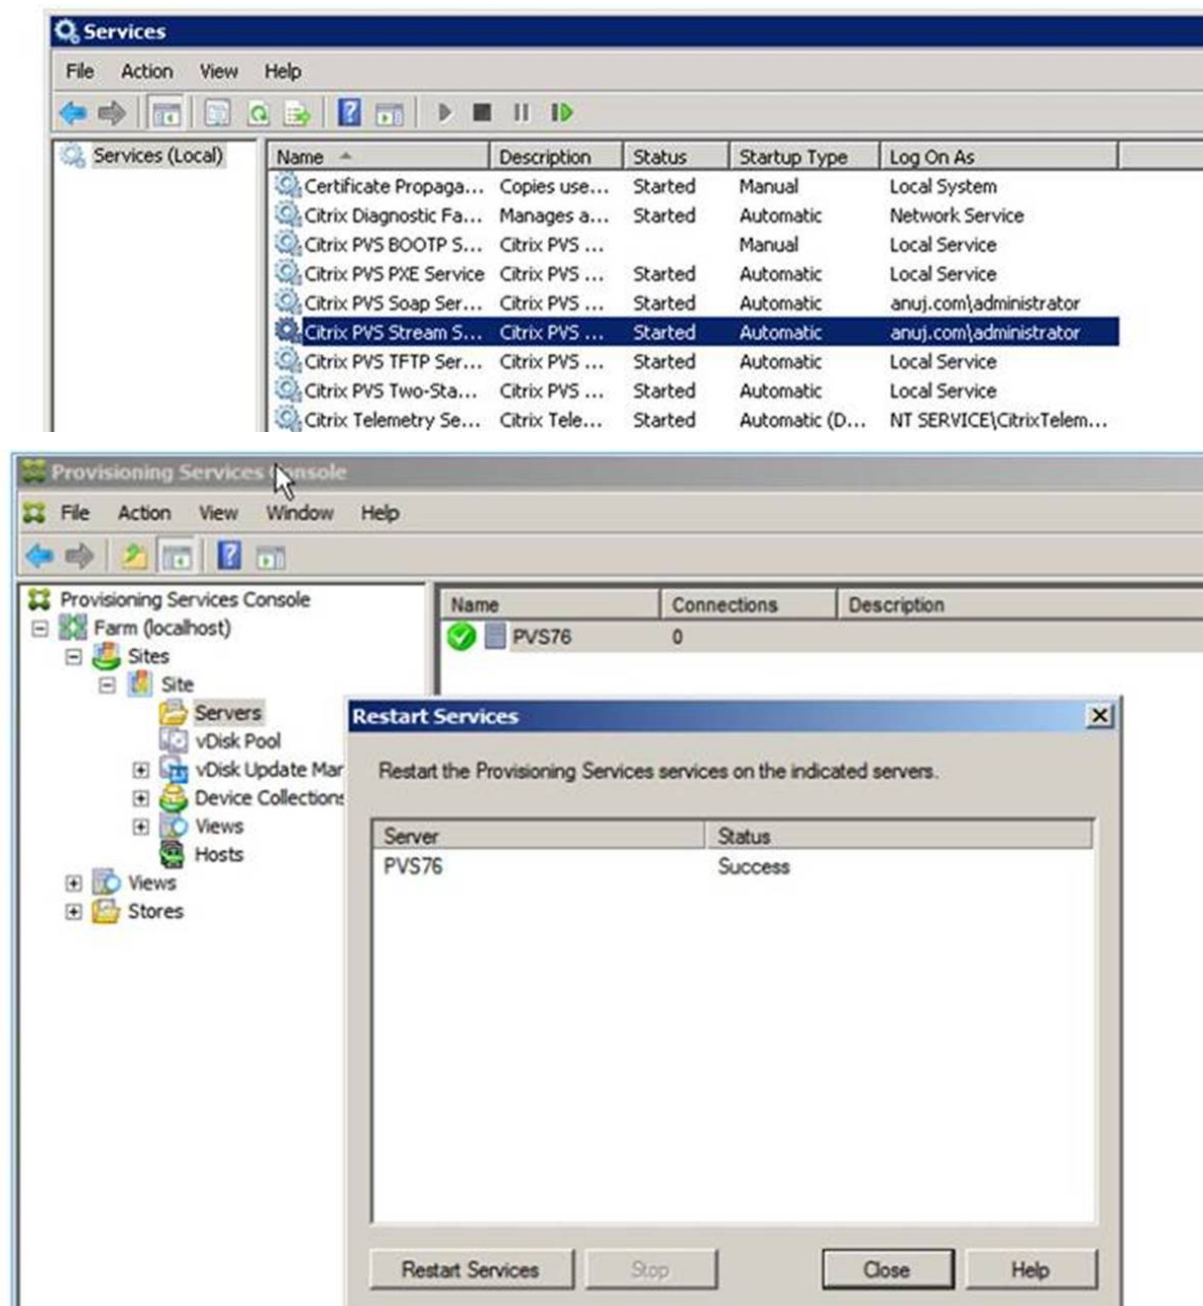 Services
File Action View Help
Services (Local)
Name Description Status Startup Type Log On As
Certificate Propaga... Copies use... Started Manual Local System
Citrix Diagnostic Fa... Manages a... Started Automatic Network Service
Citrix PVS BOOTP S... Citrix PVS ... Manual Local Service
Citrix PVS PXE Service Citrix PVS ... Started Automatic Local Service
Citrix PVS Soap Ser... Citrix PVS ... Started Automatic anuj.com\administrator
Citrix PVS Stream S... Citrix PVS ... Started Automatic anuj.com\administrator
Citrix PVS TFTP Ser... Citrix PVS ... Started Automatic Local Service
Citrix PVS Two-Sta... Citrix PVS ... Started Automatic Local Service
Citrix Telemetry Se... Citrix Tele... Started Automatic (D... NT SERVICE\CitrixTelem...
Provisioning Services Console
File Action View Window Help
Provisioning Services Console
Farm (localhost)
Sites
Site
Servers
vDisk Pool
vDisk Update Mar
Device Collections
Views
Hosts
Views
Stores
Name Connections Description
PVS76 0
Restart Services
Restart the Provisioning Services services on the indicated servers.
Server Status
PVS76 Success
Restart Services Stop Close Help